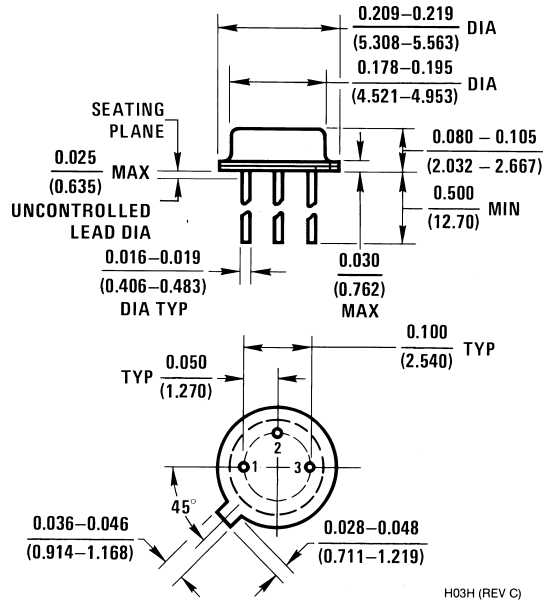 0.209–0.219
(5.308–5.563)
DIA
0.178–0.195
(4.521–4.953)
DIA
SEATING
PLANE
0.025
(0.635)
MAX
UNCONTROLLED
LEAD DIA
0.080 – 0.105
(2.032 – 2.667)
0.500
(12.70)
MIN
0.016–0.019
(0.406–0.483)
DIA TYP
0.030
(0.762)
MAX
0.100
(2.540)
TYP
TYP
0.050
(1.270)
2
1
3
45°
0.036–0.046
(0.914–1.168)
0.028–0.048
(0.711–1.219)
H03H (REV C)